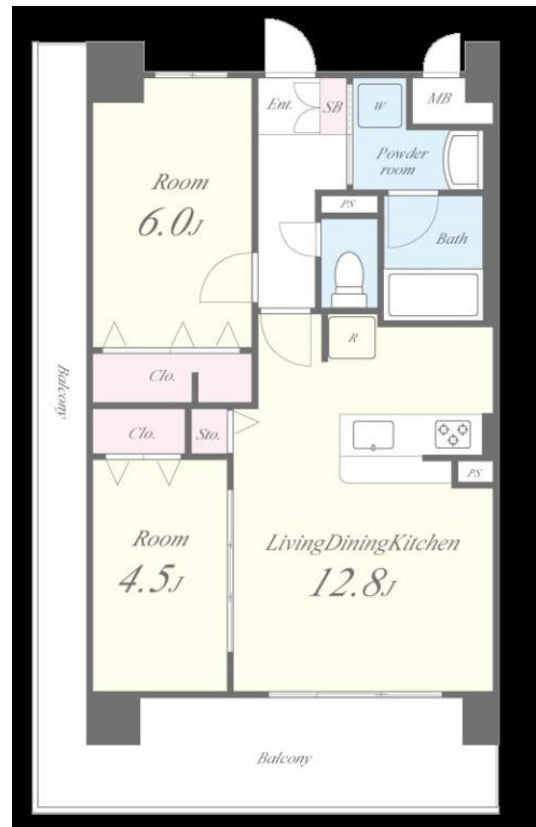 Ent.
SB
W
MB
Powder
room
Room
6.0J
PS
Bath
R
Clo.
Balcony
Clo.
Sto.
PS
Room
4.5J
LivingDiningKitchen
12.8J
Balcony